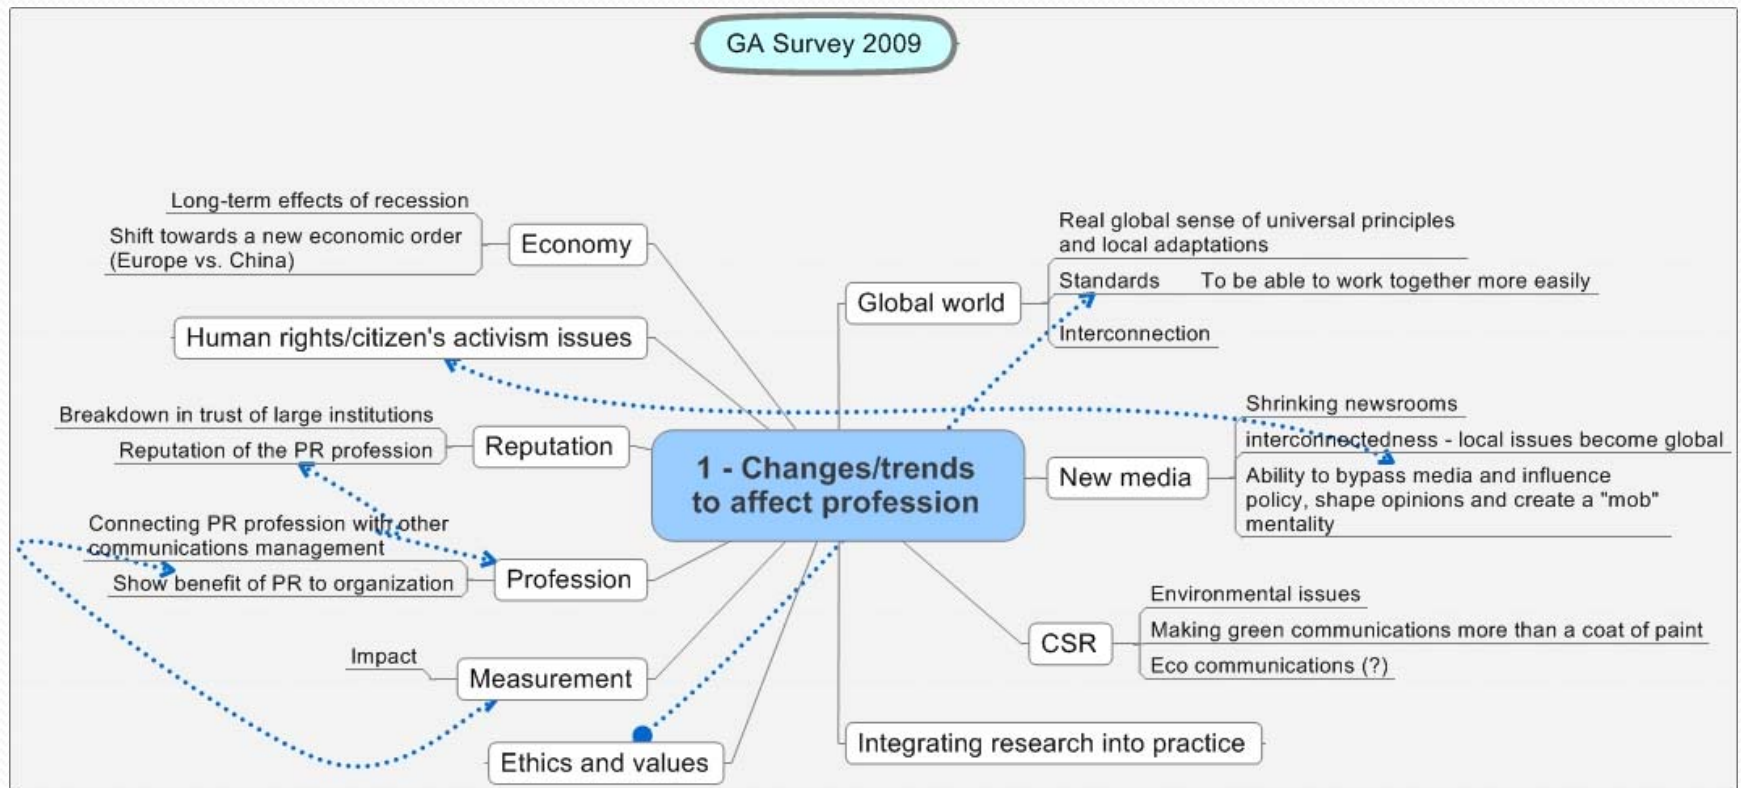 GA Survey 2009
Long-term effects of recession
Shift towards a new economic order
(Europe vs. China)
Economy
Human rights/citizen's activism issues
Breakdown in trust of large institutions
Reputation of the PR profession
Reputation
Connecting PR profession with other
communications management
Show benefit of PR to organization
Profession
Impact
Measurement
Ethics and values
1 - Changes/trends
to affect profession
Real global sense of universal principles
and local adaptations
Global world
Standards To be able to work together more easily
Interconnection
Shrinking newsrooms
interconnectedness - local issues become global
New media
Ability to bypass media and influence
policy, shape opinions and create a "mob"
mentality
Environmental issues
CSR
Making green communications more than a coat of paint
Eco communications (?)
Integrating research into practice